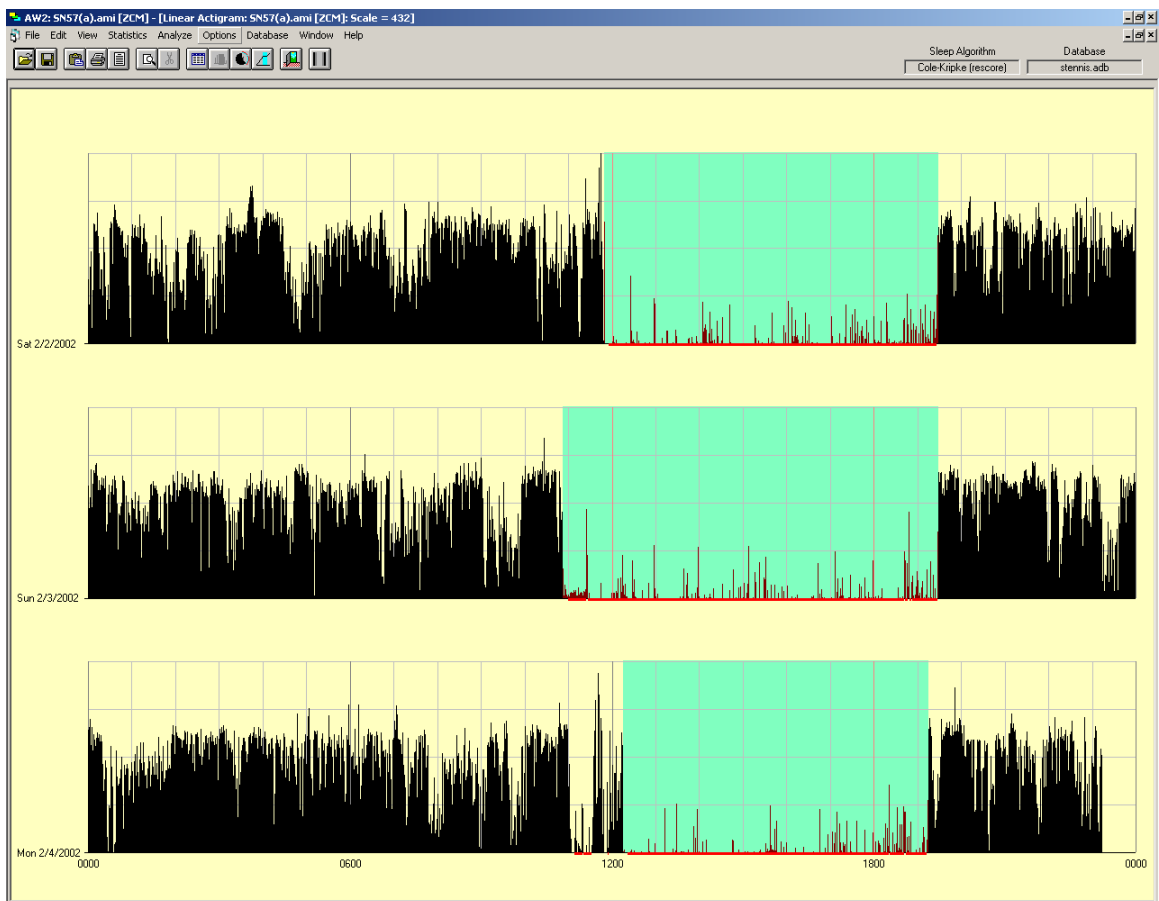 AW2: SN57(a).ami [ZCM] - [Linear Actigram: SN57(a).ami [ZCM]: Scale = 432]
File Edit View Statistics Analyze Options Database Window Help
Sleep Algorithm Database
Cole-Kripke (rescore) stennis.adb
Sat 2/2/2002
Sun 2/3/2002
Mon 2/4/2002
0000 0600 1200 1800 0000